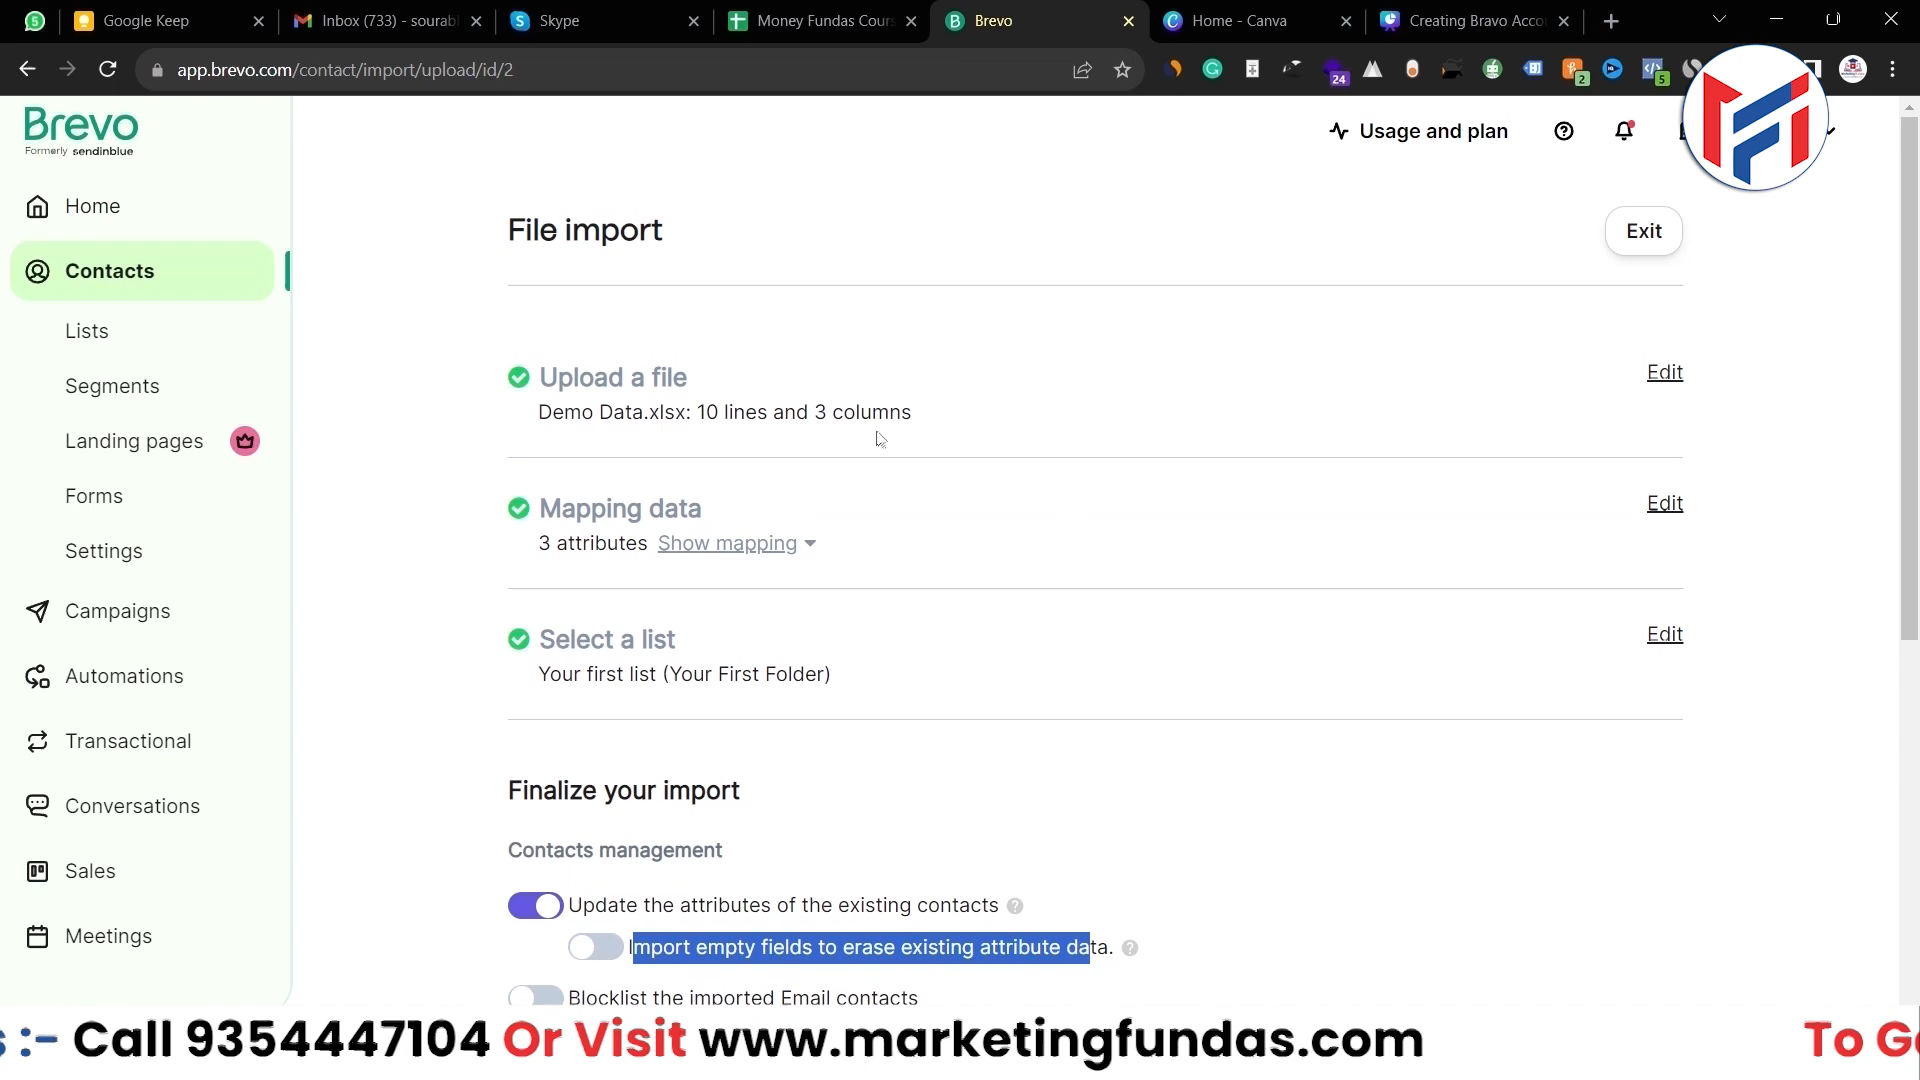 5
Google Keep
Inbox (733) - sourabh
Skype
Money Fundas Cours
Brevo
Home - Canva
Creating Bravo Acco
app.brevo.com/contact/import/upload/id/2
24
2
5
Brevo
Formerly sendinblue
Usage and plan
Home
Contacts
Lists
Segments
Landing pages
Forms
Settings
Campaigns
Automations
Transactional
Conversations
Sales
Meetings
File import
Exit
Upload a file
Edit
Demo Data.xlsx: 10 lines and 3 columns
Mapping data
Edit
3 attributes Show mapping
Select a list
Edit
Your first list (Your First Folder)
Finalize your import
Contacts management
Update the attributes of the existing contacts
Import empty fields to erase existing attribute data.
Blocklist the imported Email contacts
s :- Call 9354447104 Or Visit www.marketingfundas.com
To G